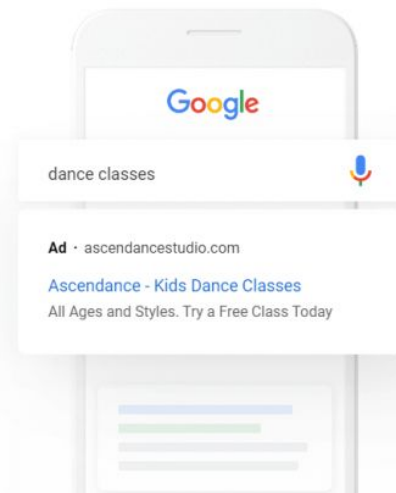 Google
dance classes
Ad · ascendancestudio.com
Ascendance - Kids Dance Classes
All Ages and Styles. Try a Free Class Today